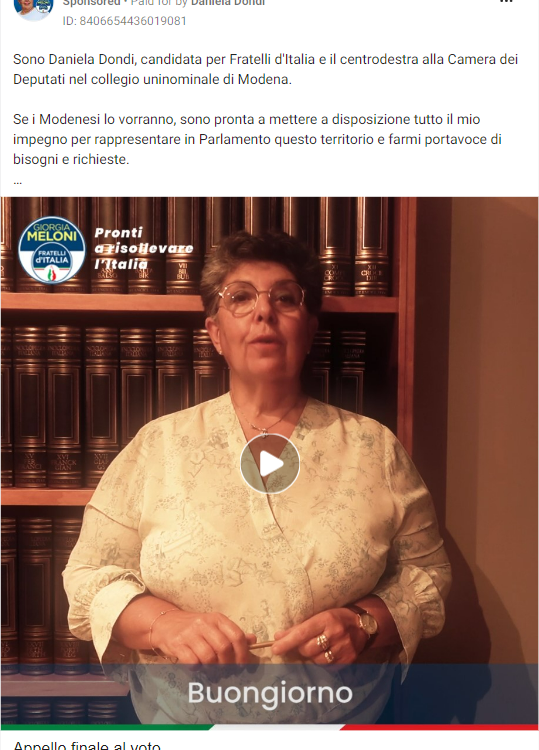 Sponsored • Paid for by Daniela Dondi
ID: 8406654436019081
Sono Daniela Dondi, candidata per Fratelli d'Italia e il centrodestra alla Camera dei
Deputati nel collegio uninominale di Modena.
Se i Modenesi lo vorranno, sono pronta a mettere a disposizione tutto il mio
impegno per rappresentare in Parlamento questo territorio e farmi portavoce di
bisogni e richieste.
...
GIORGIA
MELONI
FRATELLI
d'ITALIA
Pronti
a risollevare
l'Italia
Buongiorno
Appello finale al voto